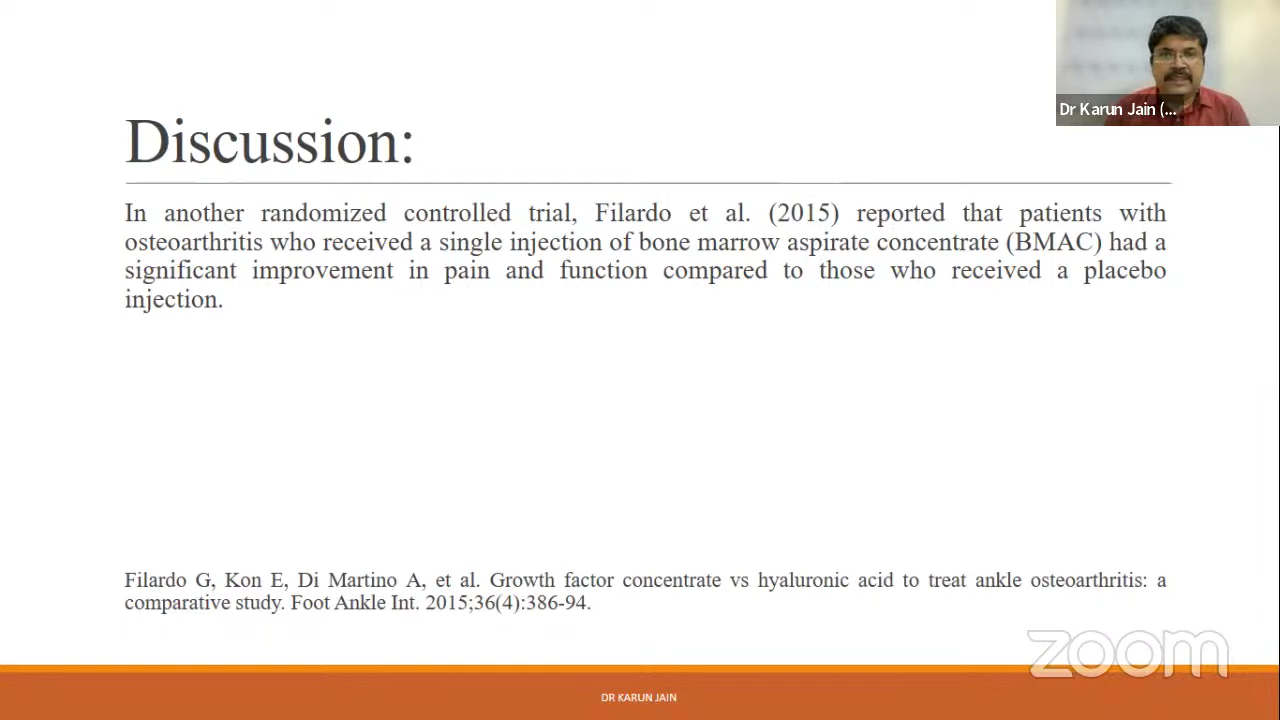 Dr Karun Jain (...
Discussion:
In another randomized controlled trial, Filardo et al. (2015) reported that patients with
osteoarthritis who received a single injection of bone marrow aspirate concentrate (BMAC) had a
significant improvement in pain and function compared to those who received a placebo
injection.
Filardo G, Kon E, Di Martino A, et al. Growth factor concentrate vs hyaluronic acid to treat ankle osteoarthritis: a
comparative study. Foot Ankle Int. 2015;36(4):386-94.
zoom
DR KARUN JAIN